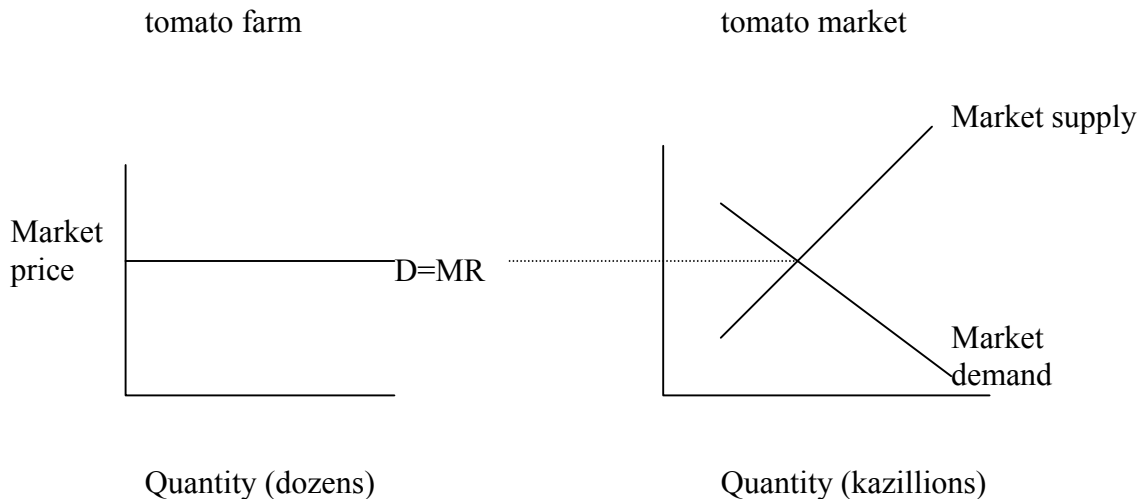 tomato farm
tomato market
Market supply
Market
price
D=MR
Market
demand
Quantity (dozens)
Quantity (kazillions)